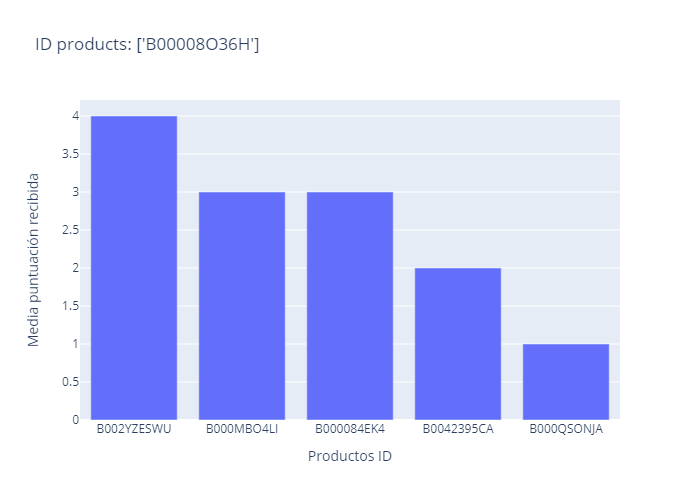 ID products: ['B00008O36H']
Media puntuación recibida
4
3.5
3
2.5
2
1.5
1
0.5
0
B002YZESWU B000MBO4LI B000084EK4 B0042395CA B000QSONJA
Productos ID